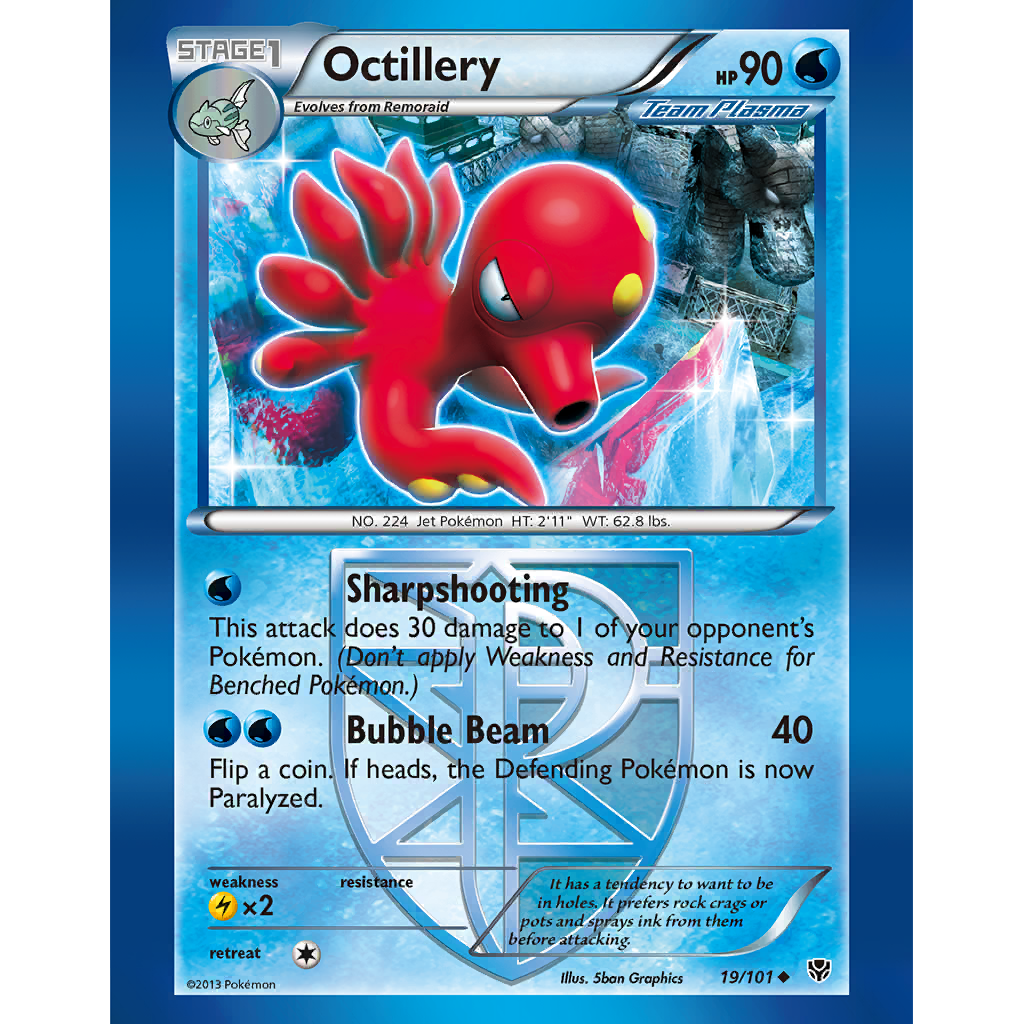 STAGE1
Octillery
HP 90
Evolves from Remoraid
Team Plasma
NO. 224 Jet Pokémon HT: 2'11" WT: 62.8 lbs.
Sharpshooting
This attack does 30 damage to 1 of your opponent's
Pokémon. (Don't apply Weakness and Resistance for
Benched Pokémon.)
Bubble Beam 40
Flip a coin. If heads, the Defending Pokémon is now
Paralyzed.
weakness resistance
×2
It has a tendency to want to be
in holes. It prefers rock crags or
pots and sprays ink from them
before attacking.
retreat
Illus. 5ban Graphics 19/101
©2013 Pokémon